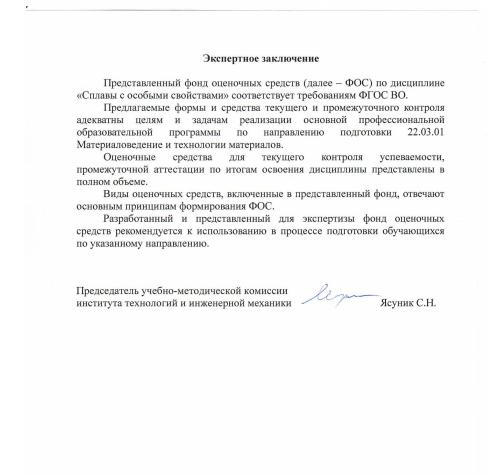 Экспертное заключение
Представленный фонд оценочных средств (далее – ФОС) по дисциплине
«Сплавы с особыми свойствами» соответствует требованиям ФГОС ВО.
Предлагаемые формы и средства текущего и промежуточного контроля
адекватны целям и задачам реализации основной профессиональной
образовательной программы по направлению подготовки 22.03.01
Материаловедение и технологии материалов.
Оценочные средства для текущего контроля успеваемости,
промежуточной аттестации по итогам освоения дисциплины представлены в
полном объеме.
Виды оценочных средств, включенные в представленный фонд, отвечают
основным принципам формирования ФОС.
Разработанный и представленный для экспертизы фонд оценочных
средств рекомендуется к использованию в процессе подготовки обучающихся
по указанному направлению.
Председатель учебно-методической комиссии
института технологий и инженерной механики Ясуник С.Н.